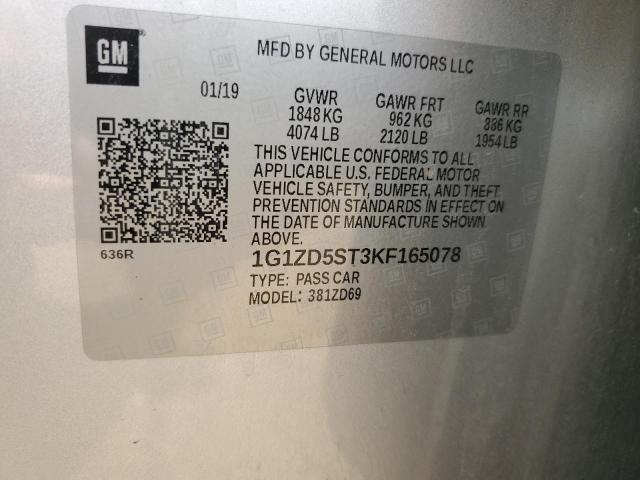 GM
MFD BY GENERAL MOTORS LLC
01/19
GVWR GAWR FRT GAWR RR
1848 KG 962 KG 886 KG
4074 LB 2120 LB 1954 LB
THIS VEHICLE CONFORMS TO ALL
APPLICABLE U.S. FEDERAL MOTOR
VEHICLE SAFETY, BUMPER, AND THEFT
PREVENTION STANDARDS IN EFFECT ON
THE DATE OF MANUFACTURE SHOWN
ABOVE.
636R
1G1ZD5ST3KF165078
TYPE: PASS CAR
MODEL: 381ZD69